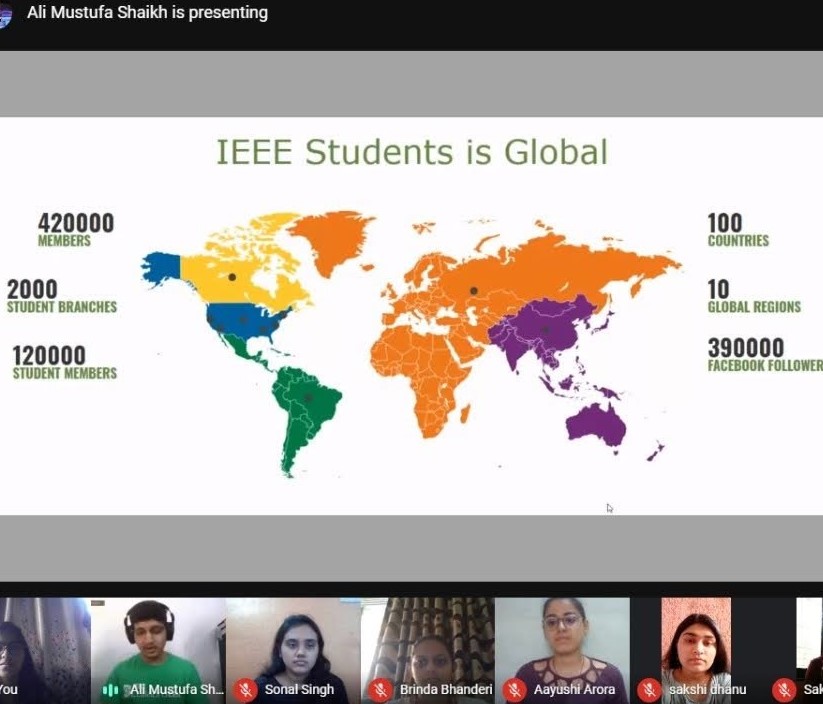 Ali Mustufa Shaikh is presenting
IEEE Students is Global
420000
MEMBERS
2000
STUDENT BRANCHES
120000
STUDENT MEMBERS
100
COUNTRIES
10
GLOBAL REGIONS
390000
FACEBOOK FOLLOWER
You
Ali Mustufa Sh...
Sonal Singh
Brinda Bhanderi
Aayushi Arora
sakshi dhanu
Sak